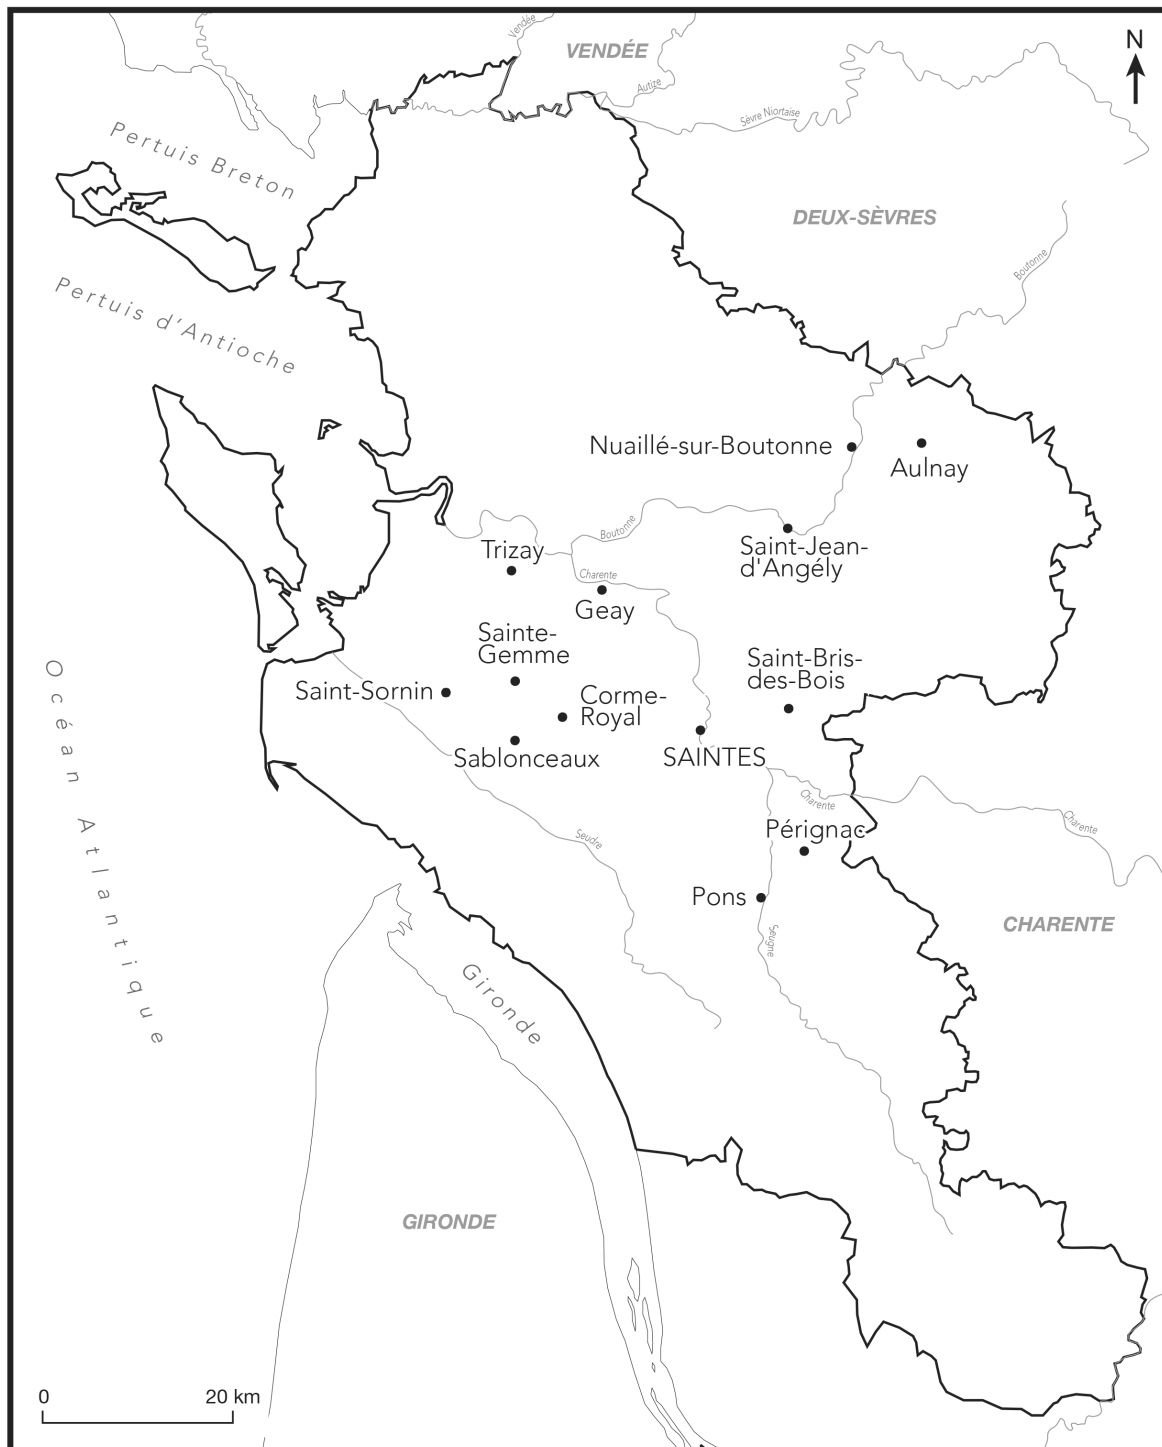 Vendée
VENDÉE
N
Autize
Sèvre Niortaise
Pertuis Breton
DEUX-SÈVRES
Boutonne
Pertuis d'Antioche
Nuaillé-sur-Boutonne
Aulnay
Boutonne
Trizay
Saint-Jean-
d'Angély
Charente
Geay
Sainte-
Gemme
Saint-Bris-
des-Bois
Saint-Sornin
Corme-
Royal
Sablonceaux
SAINTES
Océan Atlantique
Charente
Charente
Pérignac
Seudre
Pons
CHARENTE
Seugne
Gironde
GIRONDE
0
20 km